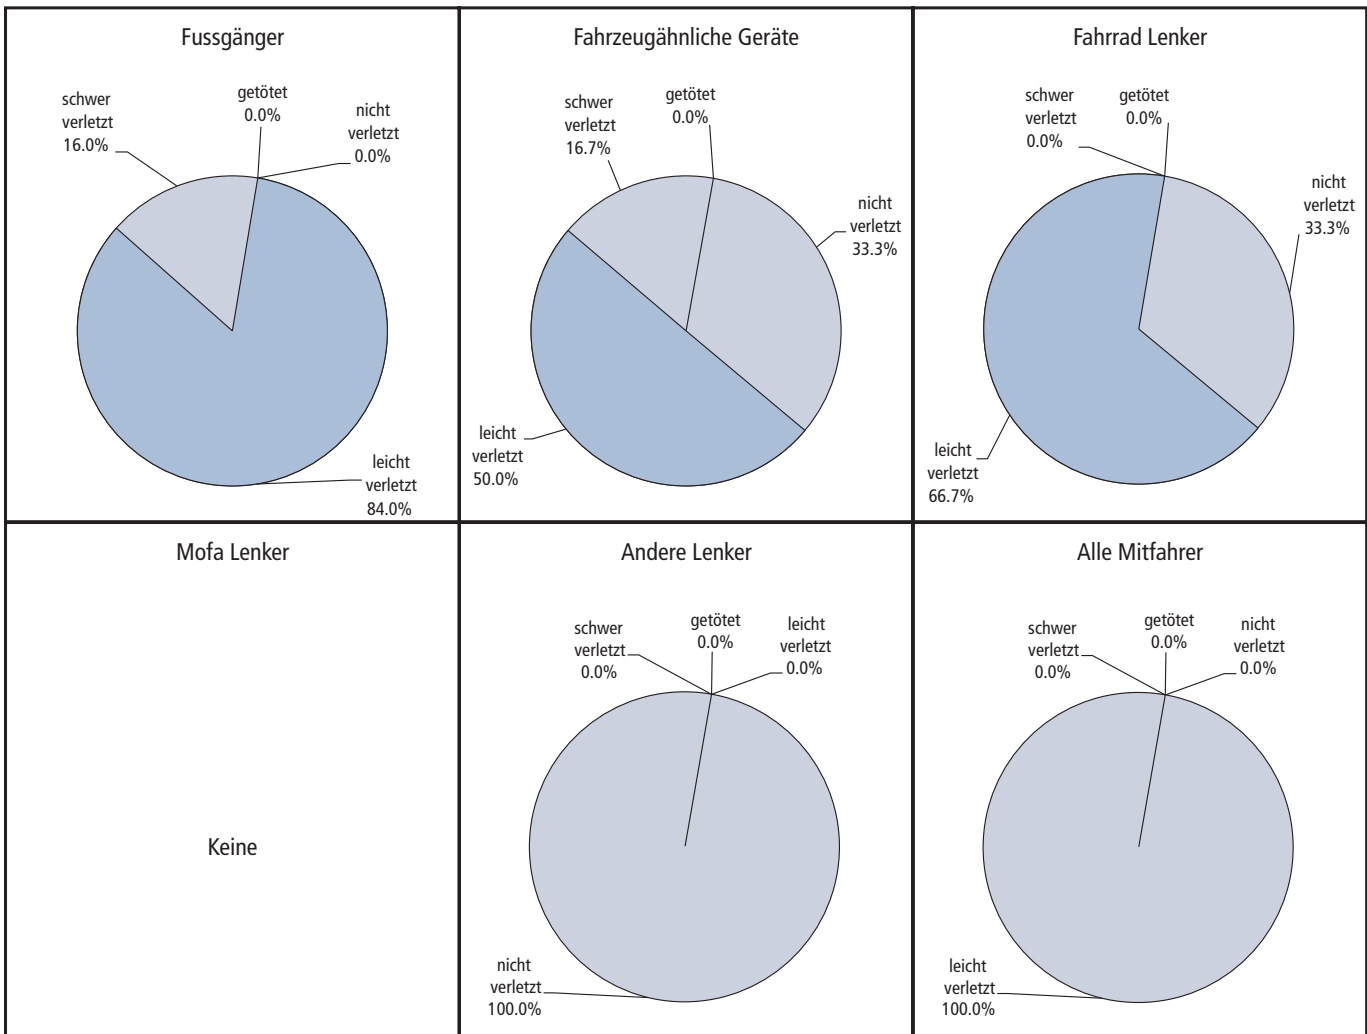 Fussgänger
schwer
verletzt
16.0%
getötet
0.0%
nicht
verletzt
0.0%
leicht
verletzt
84.0%
Fahrzeugähnliche Geräte
schwer
verletzt
16.7%
getötet
0.0%
nicht
verletzt
33.3%
leicht
verletzt
50.0%
Fahrrad Lenker
schwer
verletzt
0.0%
getötet
0.0%
nicht
verletzt
33.3%
leicht
verletzt
66.7%
Mofa Lenker
Keine
Andere Lenker
schwer
verletzt
0.0%
getötet
0.0%
leicht
verletzt
0.0%
nicht
verletzt
100.0%
Alle Mitfahrer
schwer
verletzt
0.0%
getötet
0.0%
nicht
verletzt
0.0%
leicht
verletzt
100.0%